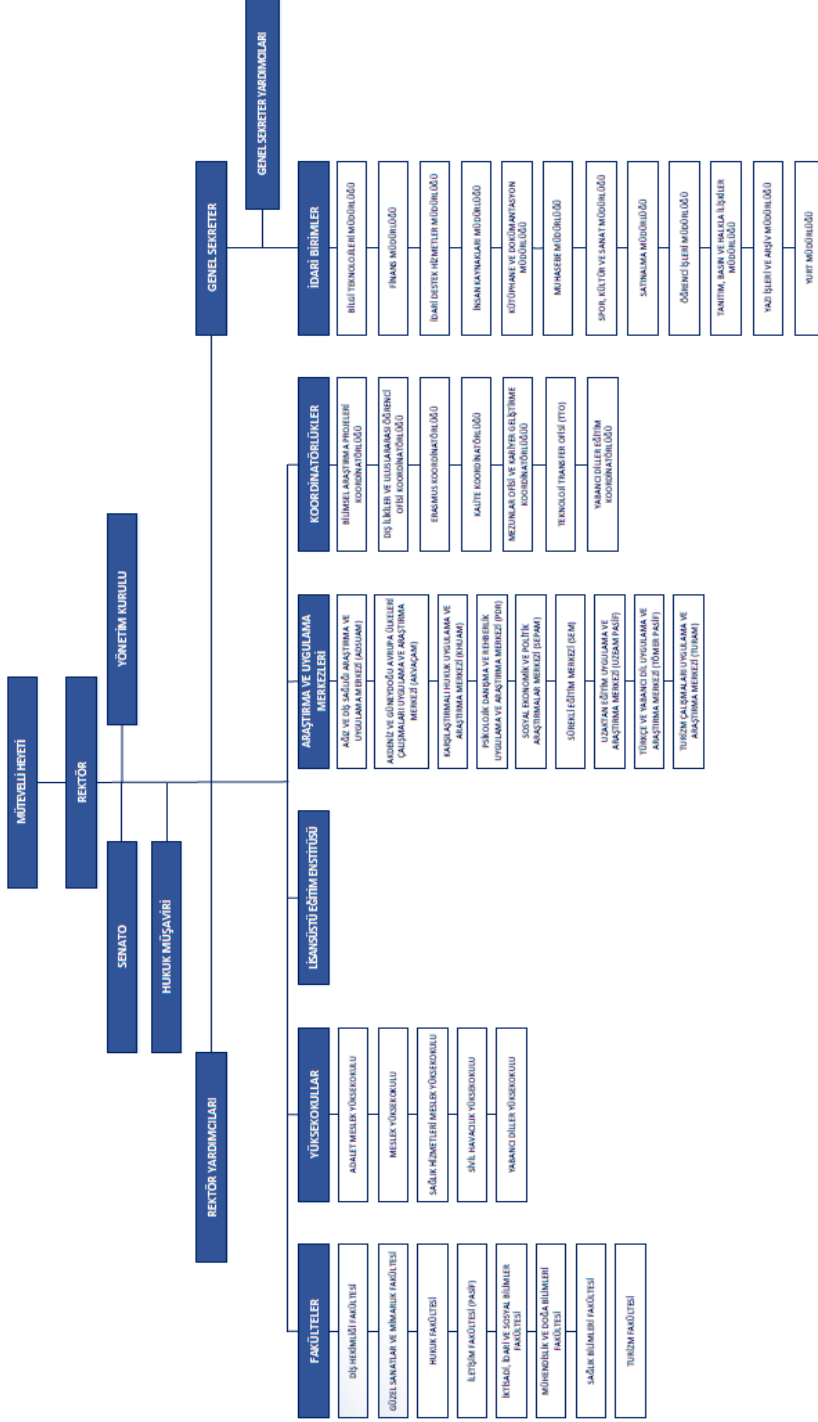 MÜTEVELLİ HEYETİ
REKTÖR
SENATO
YÖNETİM KURULU
HUKUK MÜŞAVİRİ
REKTÖR YARDIMCILARI
GENEL SEKRETER
GENEL SEKRETER YARDIMCILARI
FAKÜLTELER
DİŞ HEKİMLİĞİ FAKÜLTESİ
GÜZEL SANATLAR VE MİMARLIK FAKÜLTESİ
HUKUK FAKÜLTESİ
İLETİŞİM FAKÜLTESİ (PASİF)
İKTİSADİ, İDARİ VE SOSYAL BİLİMLER
FAKÜLTESİ
MÜHENDİSLİK VE DOĞA BİLİMLERİ
FAKÜLTESİ
SAĞLIK BİLİMLERİ FAKÜLTESİ
TURİZM FAKÜLTESİ
YÜKSEKOKULLAR
ADALET MESLEK YÜKSEKOKULU
MESLEK YÜKSEKOKULU
SAĞLIK HİZMETLERİ MESLEK YÜKSEKOKULU
SİVİL HAVACILIK YÜKSEKOKULU
YABANCI DİLLER YÜKSEKOKULU
LİSANSÜSTÜ EĞİTİM ENSTİTÜSÜ
ARAŞTIRMA VE UYGULAMA
MERKEZLERİ
AĞIZ VE DİŞ SAĞLIĞI ARAŞTIRMA VE
UYGULAMA MERKEZİ (ADSUAM)
AKDENİZ VE GÜNEYDOĞU AVRUPA ÜLKELERİ
ÇALIŞMALARI UYGULAMA VE ARAŞTIRMA
MERKEZİ (AKVAÇAM)
KARŞILAŞTIRMALI HUKUK UYGULAMA VE
ARAŞTIRMA MERKEZİ (KHUAM)
PSİKOLOJİK DANIŞMA VE REHBERLİK
UYGULAMA VE ARAŞTIRMA MERKEZİ (PDR)
SOSYAL EKONOMİK VE POLİTİK
ARAŞTIRMALAR MERKEZİ (SEPAM)
SÜREKLİ EĞİTİM MERKEZİ (SEM)
UZAKTAN EĞİTİM UYGULAMA VE
ARAŞTIRMA MERKEZİ (UZEAM PASİF)
TÜRKÇE VE YABANCI DİL UYGULAMA VE
ARAŞTIRMA MERKEZİ (TÖMER PASİF)
TURİZM ÇALIŞMALARI UYGULAMA VE
ARAŞTIRMA MERKEZİ (TURAM)
KOORDİNATÖRLÜKLER
BİLİMSEL ARAŞTIRMA PROJELERİ
KOORDİNATÖRLÜĞÜ
DIŞ İLİKİLER VE ULUSLARARASI ÖĞRENCİ
OFİSİ KOORDİNATÖRLÜĞÜ
ERASMUS KOORDİNATÖRLÜĞÜ
KALİTE KOORDİNATÖRLÜĞÜ
MEZUNLAR OFİSİ VE KARİYER GELİŞTİRME
KOORDİNATÖRLÜĞÜÜ
TEKNOLOJİ TRANSFER OFİSİ (TTO)
YABANCI DİLLER EĞİTİM
KOORDİNATÖRLÜĞÜ
İDARİ BİRİMLER
BİLGİ TEKNOLOJİLERİ MÜDÜRLÜĞÜ
FİNANS MÜDÜRLÜĞÜ
İDARİ DESTEK HİZMETLER MÜDÜRLÜĞÜ
İNSAN KAYNAKLARI MÜDÜRLÜĞÜ
KÜTÜPHANE VE DOKÜMANTASYON
MÜDÜRLÜĞÜ
MUHASEBE MÜDÜRLÜĞÜ
SPOR, KÜLTÜR VE SANAT MÜDÜRLÜĞÜ
SATINALMA MÜDÜRLÜĞÜ
ÖĞRENCİ İŞLERİ MÜDÜRLÜĞÜ
TANITIM, BASIN VE HALKLA İLİŞKİLER
MÜDÜRLÜĞÜ
YAZI İŞLERİ VE ARŞİV MÜDÜRLÜĞÜ
YURT MÜDÜRLÜĞÜ